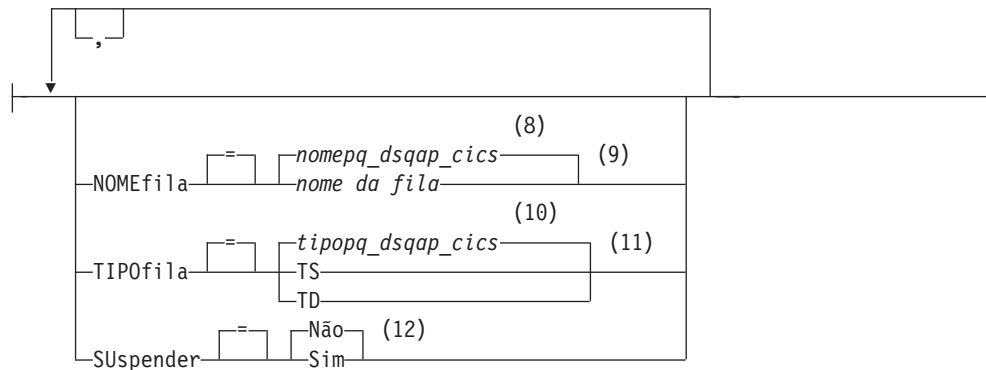 ,
(8)
= nomepq_dsqap_cics (9)
NOMEfila nome da fila
(10)
= tipopq_dsqap_cics (11)
TIPOfila TS
TD
= Não (12)
SUspender Sim